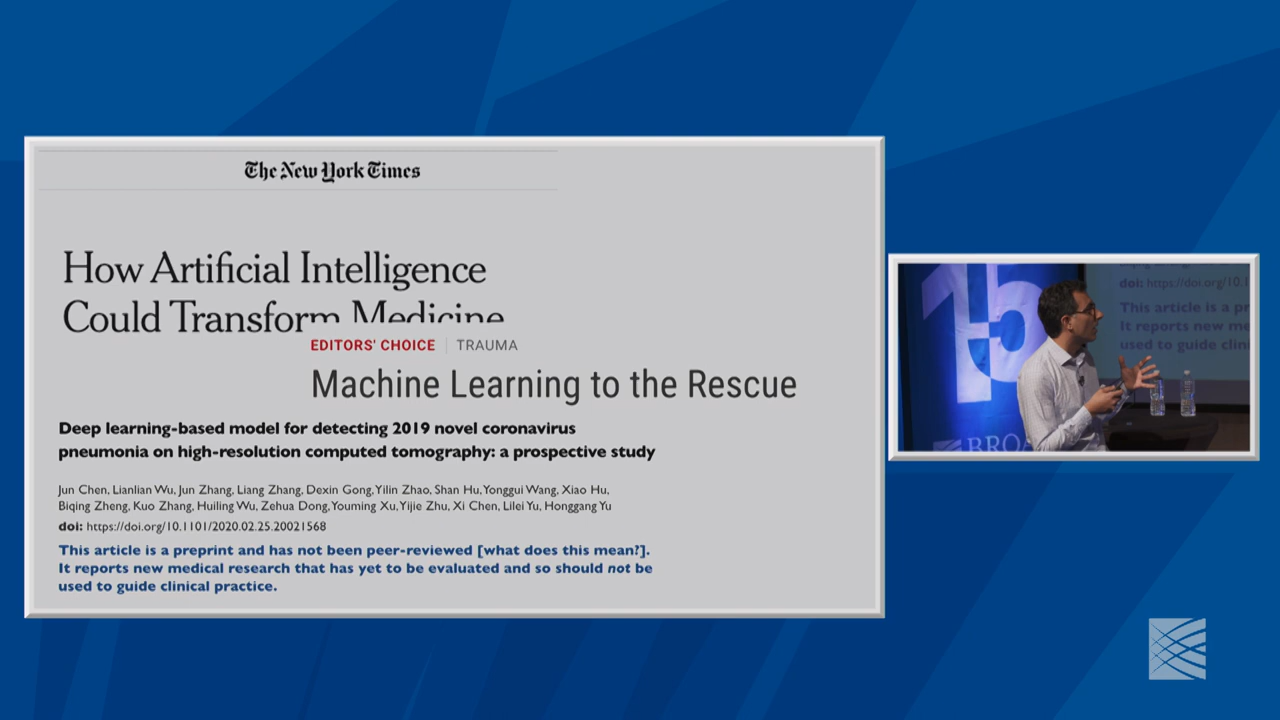 The New York Times
How Artificial Intelligence
Could Transform Medicine
EDITORS' CHOICE | TRAUMA
Machine Learning to the Rescue
Deep learning-based model for detecting 2019 novel coronavirus
pneumonia on high-resolution computed tomography: a prospective study
Jun Chen, Lianlian Wu, Jun Zhang, Liang Zhang, Dexin Gong, Yilin Zhao, Shan Hu, Yonggui Wang, Xiao Hu,
Biqing Zheng, Kuo Zhang, Huiling Wu, Zehua Dong, Youming Xu, Yijie Zhu, Xi Chen, Lilei Yu, Honggang Yu
doi: https://doi.org/10.1101/2020.02.25.20021568
This article is a preprint and has not been peer-reviewed [what does this mean?].
It reports new medical research that has yet to be evaluated and so should not be
used to guide clinical practice.
15
BROA
doi: https://doi.org/10.1
This article is a pr
It reports new me
used to guide clini